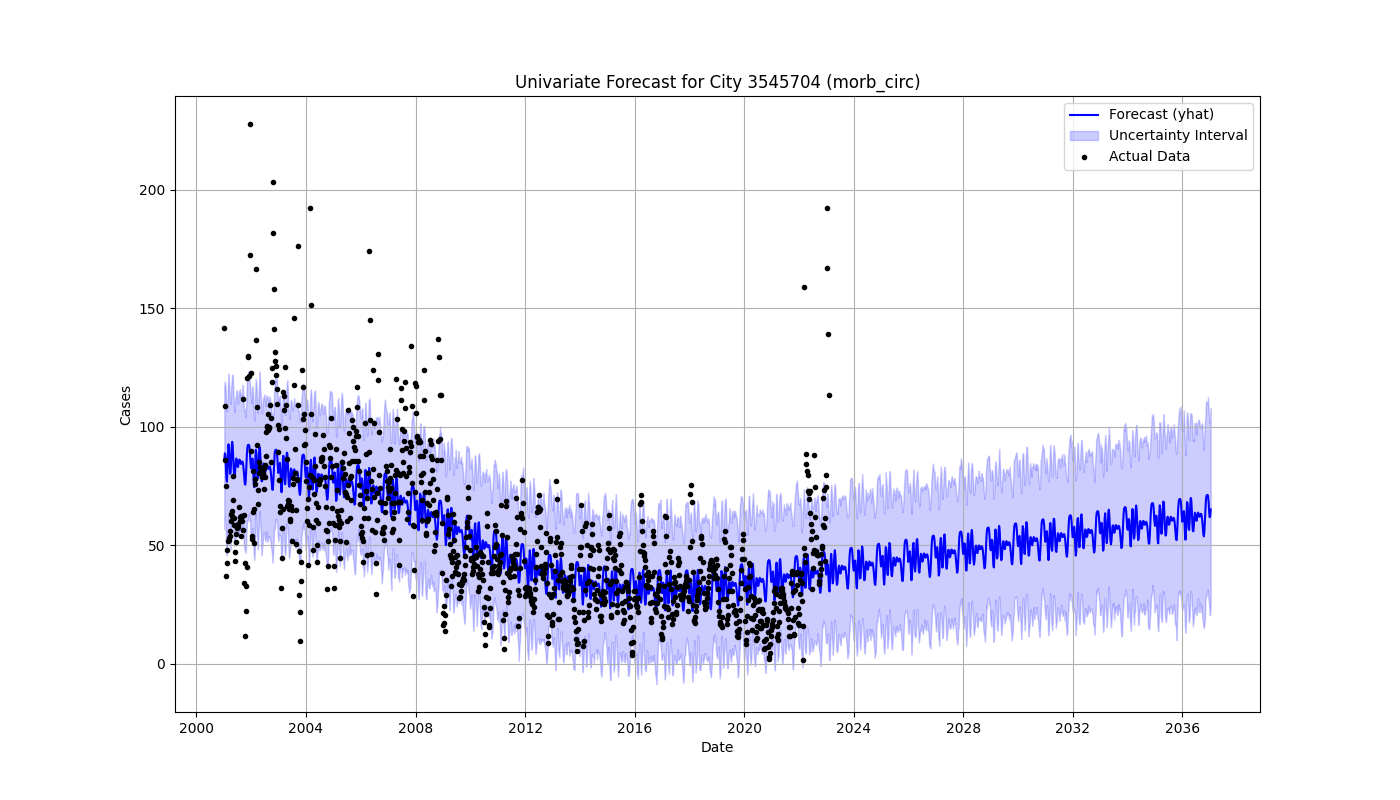 Univariate Forecast for City 3545704 (morb_circ)
Forecast (yhat)
Uncertainty Interval
Actual Data
200
150
100
50
0
Cases
2000 2004 2008 2012 2016 2020 2024 2028 2032 2036
Date